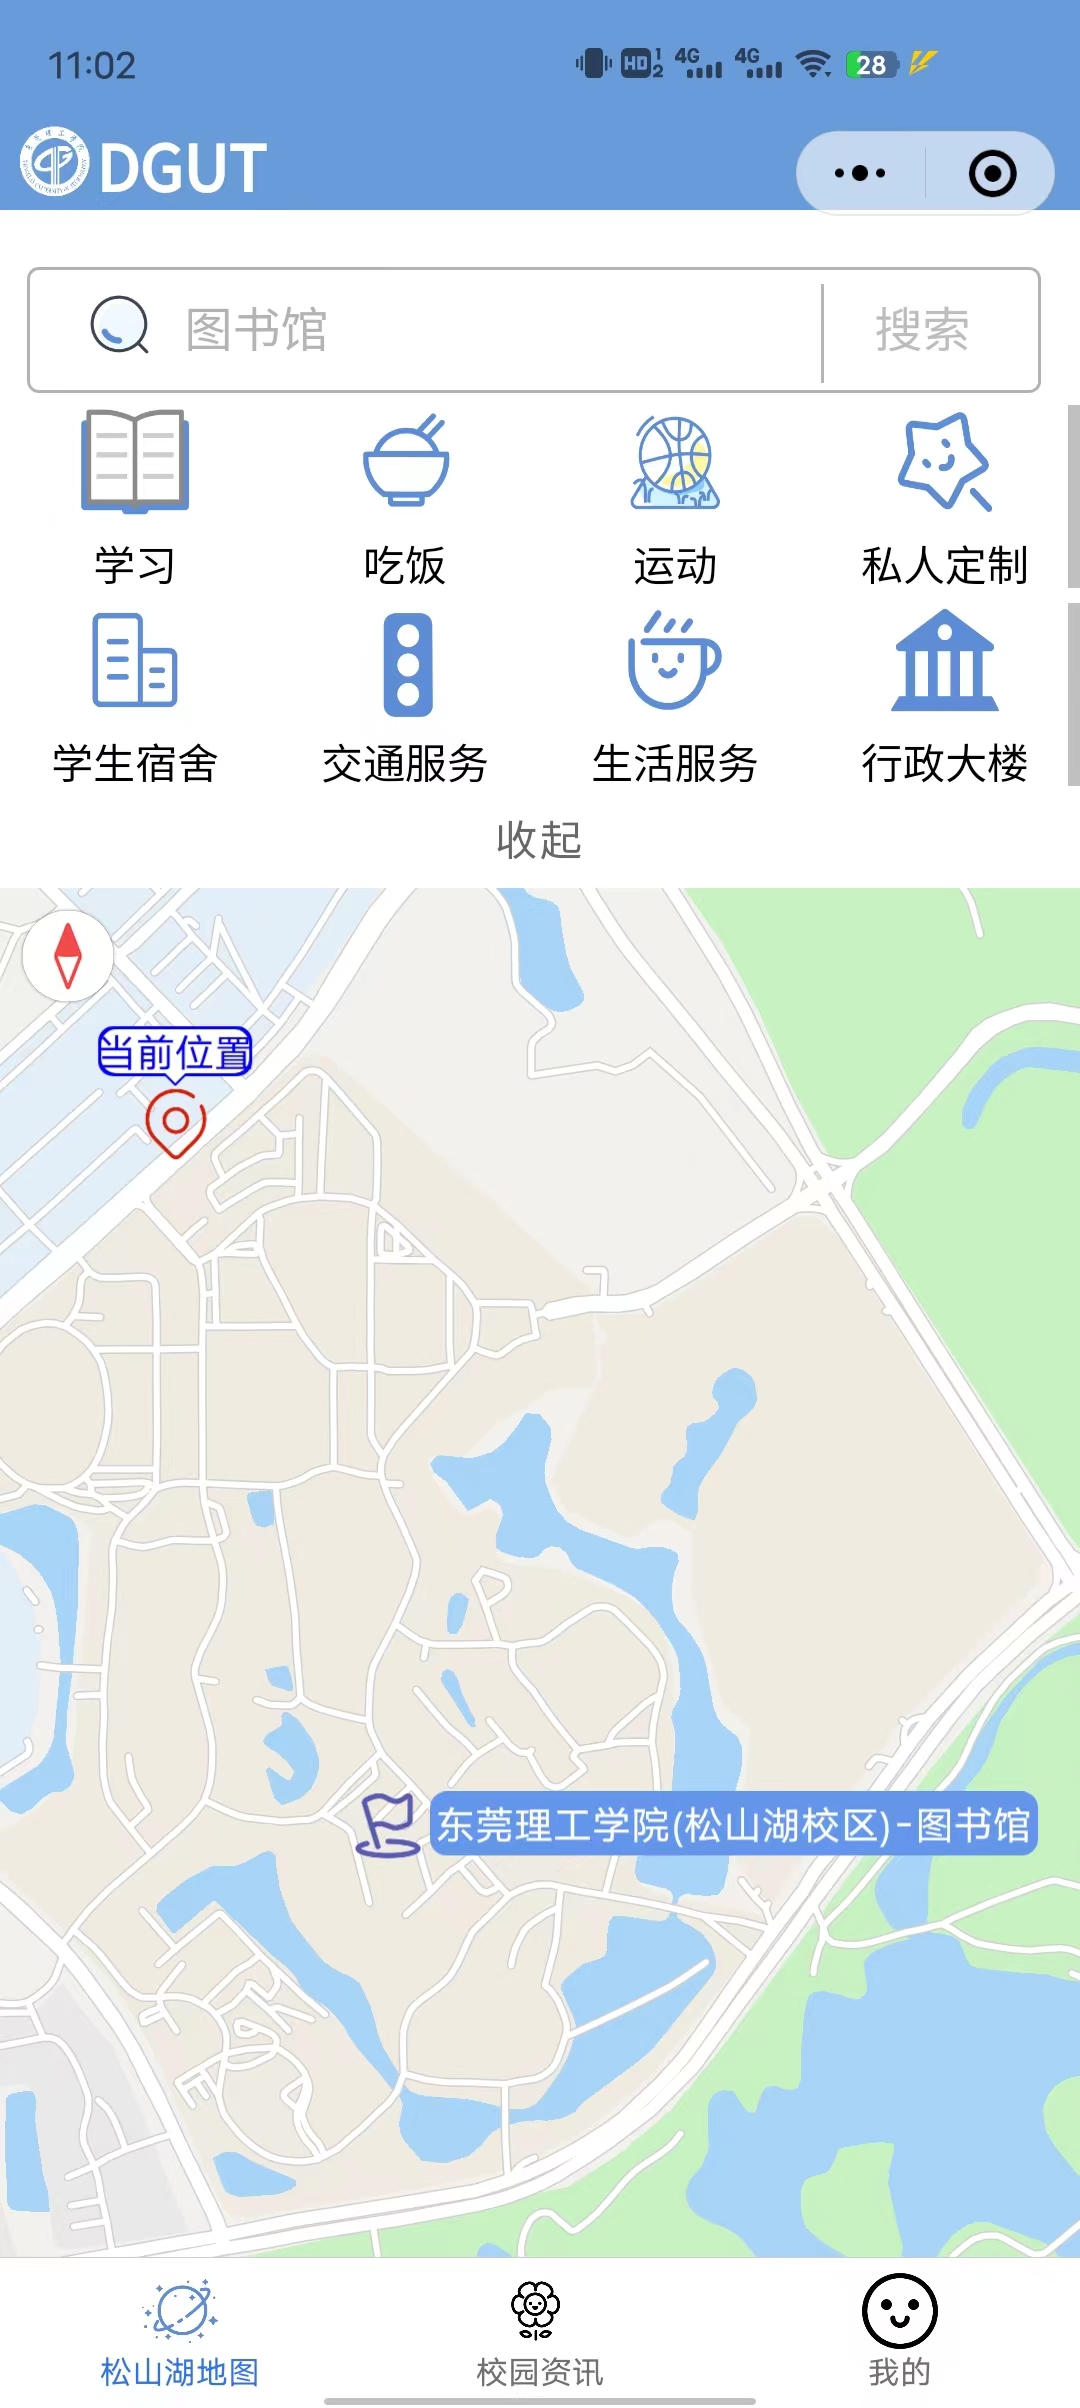 11:02
HD 1 2 4G 4G 28
DGUT
图书馆 搜索
学习 吃饭 运动 私人定制
学生宿舍 交通服务 生活服务 行政大楼
收起
当前位置
东莞理工学院(松山湖校区)-图书馆
松山湖地图 校园资讯 我的